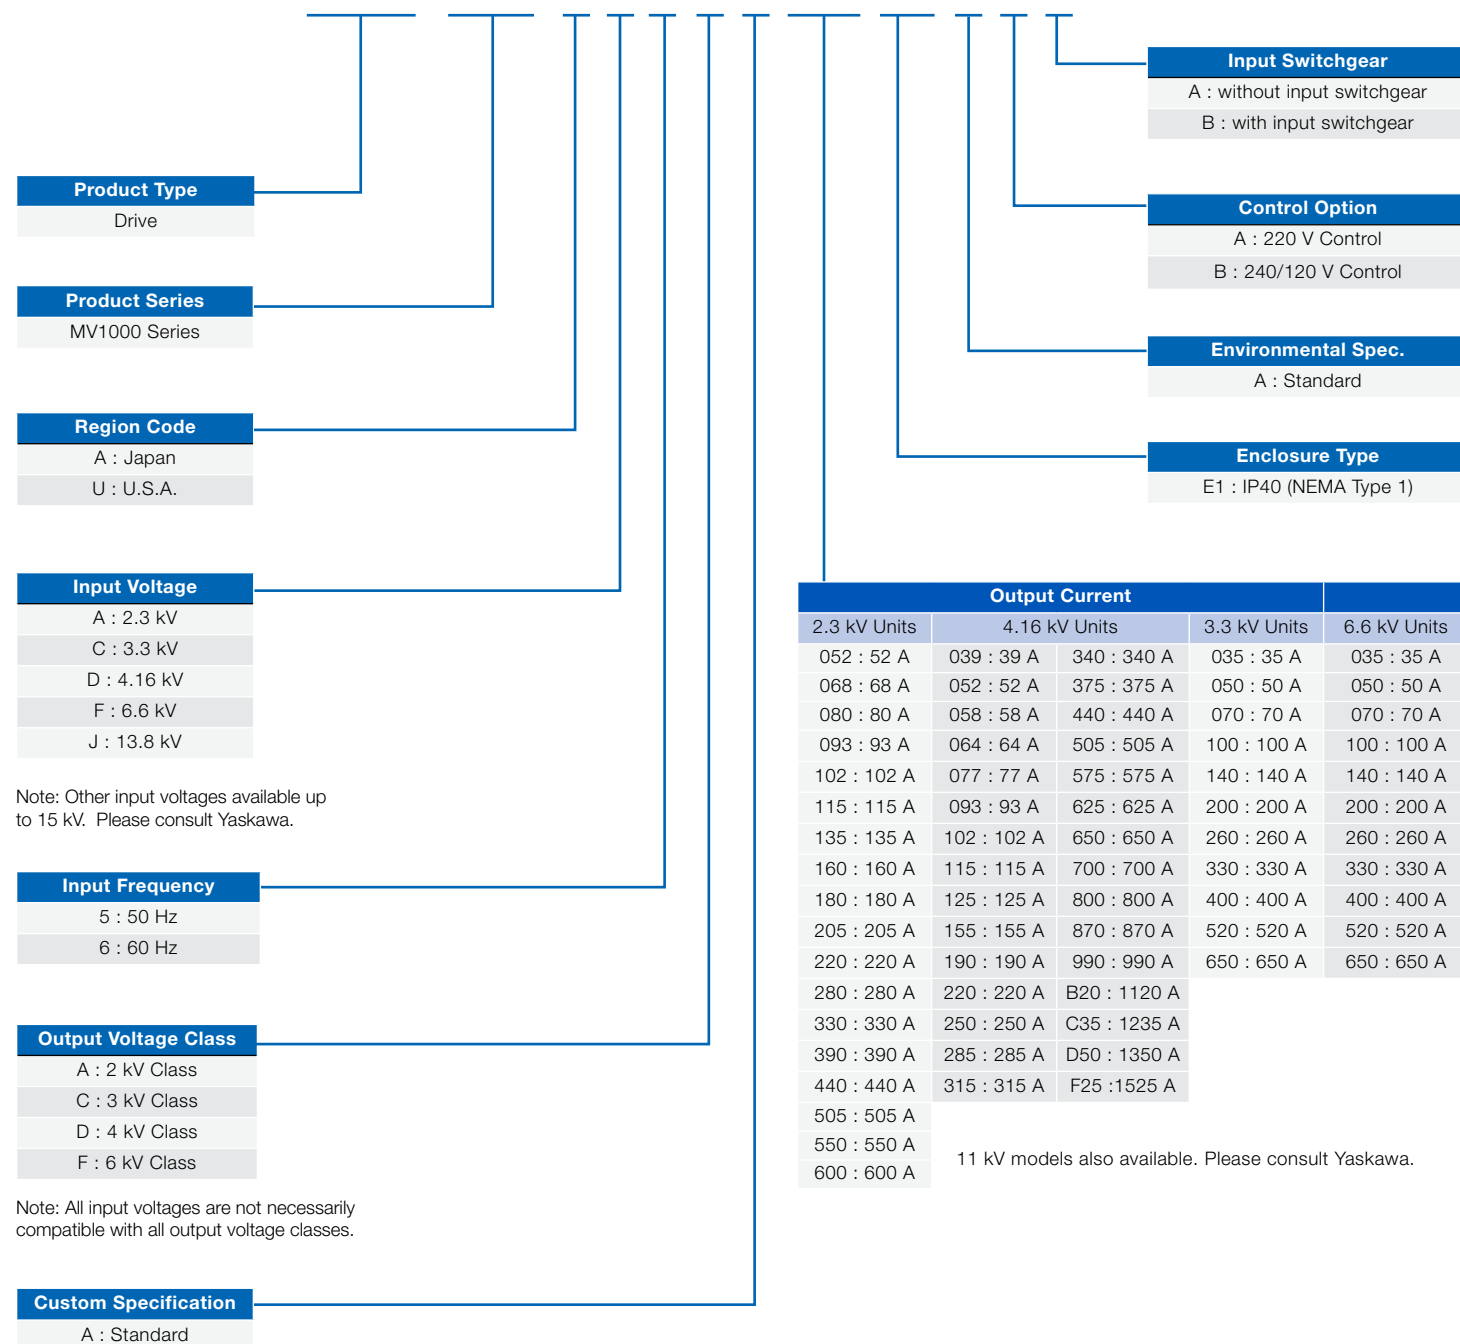 Input Switchgear
A : without input switchgear
B : with input switchgear
Product Type
Drive
Control Option
A : 220 V Control
B : 240/120 V Control
Product Series
MV1000 Series
Environmental Spec.
A : Standard
Region Code
A : Japan
U : U.S.A.
Enclosure Type
E1 : IP40 (NEMA Type 1)
Input Voltage
A : 2.3 kV
C : 3.3 kV
D : 4.16 kV
F : 6.6 kV
J : 13.8 kV
Note: Other input voltages available up
to 15 kV. Please consult Yaskawa.
Input Frequency
5 : 50 Hz
6 : 60 Hz
Output Voltage Class
A : 2 kV Class
C : 3 kV Class
D : 4 kV Class
F : 6 kV Class
Note: All input voltages are not necessarily
compatible with all output voltage classes.
Custom Specification
A : Standard
Output Current
2.3 kV Units 4.16 kV Units 3.3 kV Units 6.6 kV Units
052 : 52 A 039 : 39 A 340 : 340 A 035 : 35 A 035 : 35 A
068 : 68 A 052 : 52 A 375 : 375 A 050 : 50 A 050 : 50 A
080 : 80 A 058 : 58 A 440 : 440 A 070 : 70 A 070 : 70 A
093 : 93 A 064 : 64 A 505 : 505 A 100 : 100 A 100 : 100 A
102 : 102 A 077 : 77 A 575 : 575 A 140 : 140 A 140 : 140 A
115 : 115 A 093 : 93 A 625 : 625 A 200 : 200 A 200 : 200 A
135 : 135 A 102 : 102 A 650 : 650 A 260 : 260 A 260 : 260 A
160 : 160 A 115 : 115 A 700 : 700 A 330 : 330 A 330 : 330 A
180 : 180 A 125 : 125 A 800 : 800 A 400 : 400 A 400 : 400 A
205 : 205 A 155 : 155 A 870 : 870 A 520 : 520 A 520 : 520 A
220 : 220 A 190 : 190 A 990 : 990 A 650 : 650 A 650 : 650 A
280 : 280 A 220 : 220 A B20 : 1120 A
330 : 330 A 250 : 250 A C35 : 1235 A
390 : 390 A 285 : 285 A D50 : 1350 A
440 : 440 A 315 : 315 A F25 :1525 A
505 : 505 A
550 : 550 A
600 : 600 A
11 kV models also available. Please consult Yaskawa.